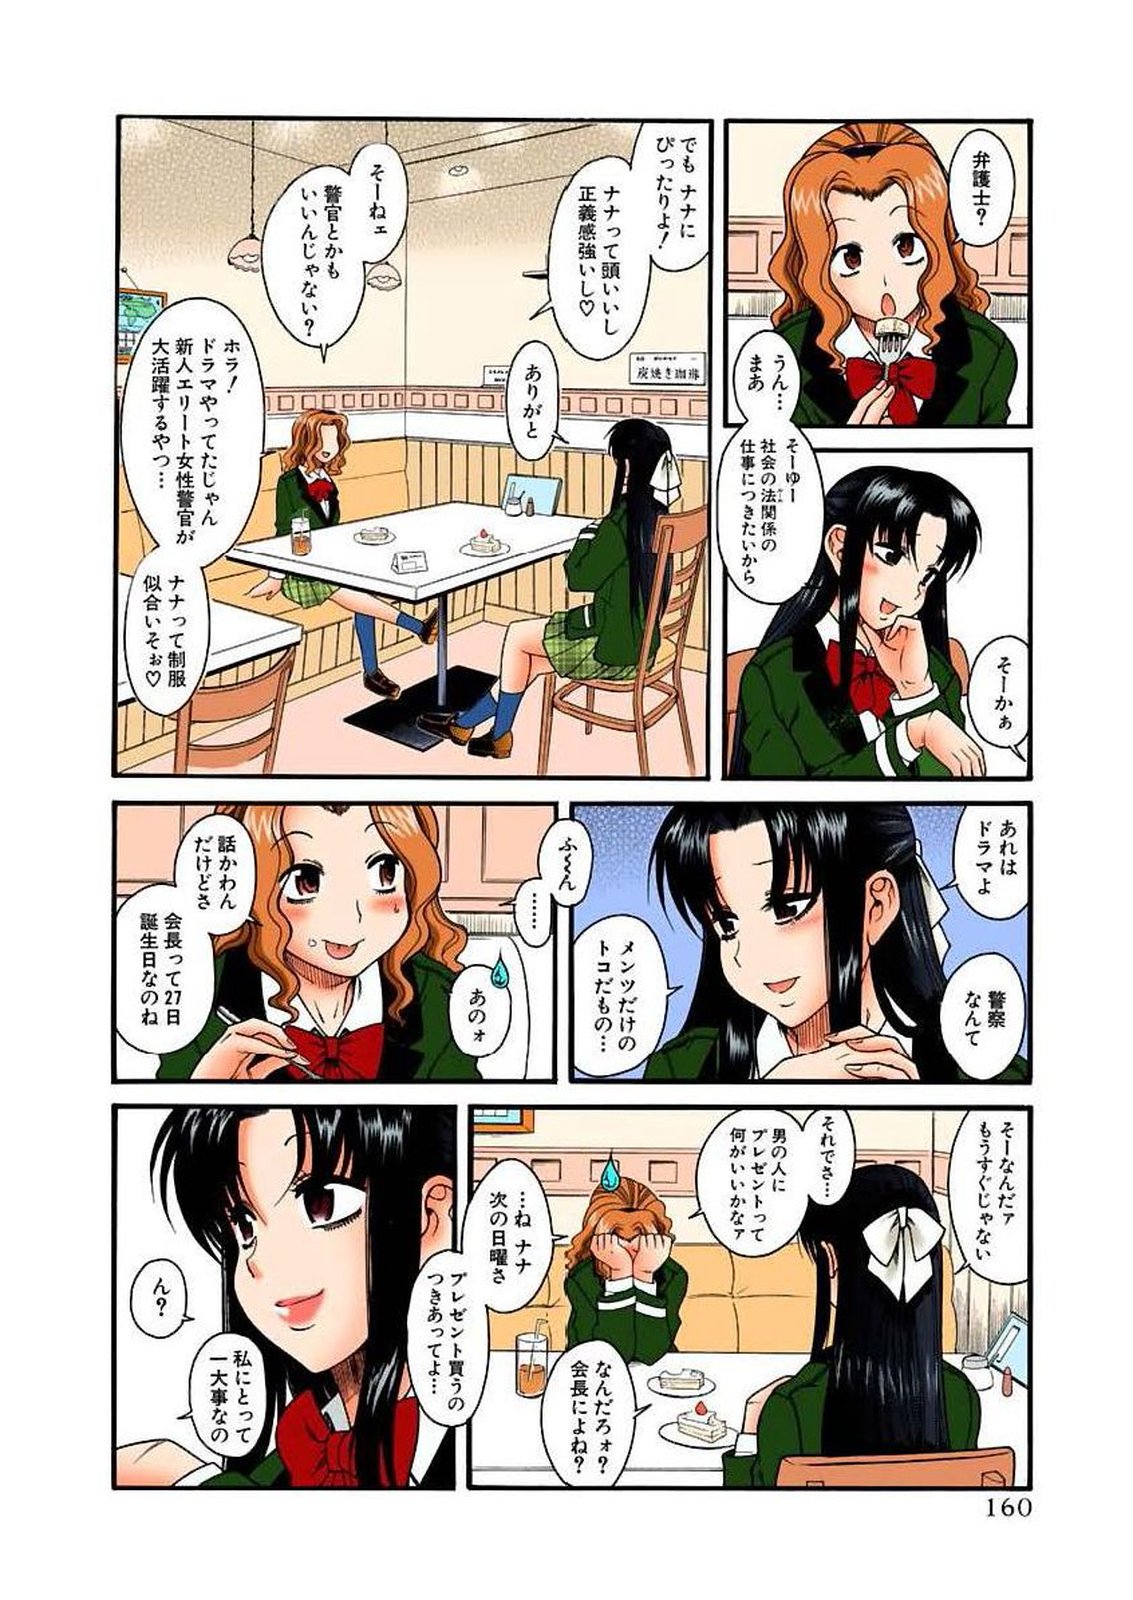 弁護士？
うん…
まあ
そーゆー
社会の法関係の
仕事につきたいから
そーかぁ
でも ナナに
ぴったりよ！
ナナって頭いいし
正義感強いし♡
ありがと
そーねェ
警官とかも
いいんじゃない？
ホラ！
ドラマやってたじゃん
新人エリート女性警官が
大活躍するやつ…
ナナって制服
似合いそぉ♡
炭焼き珈琲
あれは
ドラマよ
警察
なんて
メンツだけの
トコだもの…
ふ〜ん
……
あのォ
話かわん
だけどさ
会長って27日
誕生日なのね
そーなんだァ
もうすぐじゃない
それでさ…
男の人に
プレゼントって
何がいいかなァ
なんだろォ？
会長によね？
…ね ナナ
次の日曜さ
プレゼント買うの
つきあってよ…
ん？
私にとって
一大事なの
160